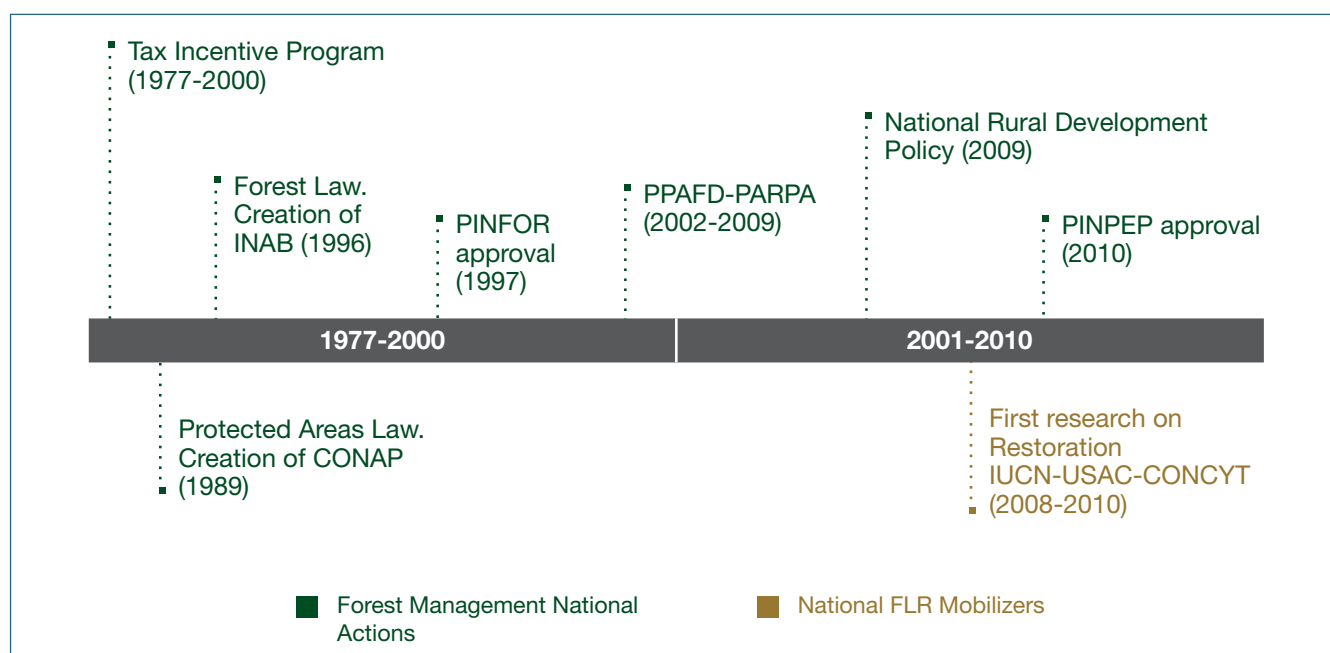 Tax Incentive Program
(1977-2000)
Forest Law.
Creation of
INAB (1996)
PINFOR
approval
(1997)
PPAFD-PARPA
(2002-2009)
National Rural Development
Policy (2009)
PINPEP approval
(2010)
1977-2000
2001-2010
Protected Areas Law.
Creation of CONAP
(1989)
First research on
Restoration
IUCN-USAC-CONCYT
(2008-2010)
Forest Management National
Actions
National FLR Mobilizers